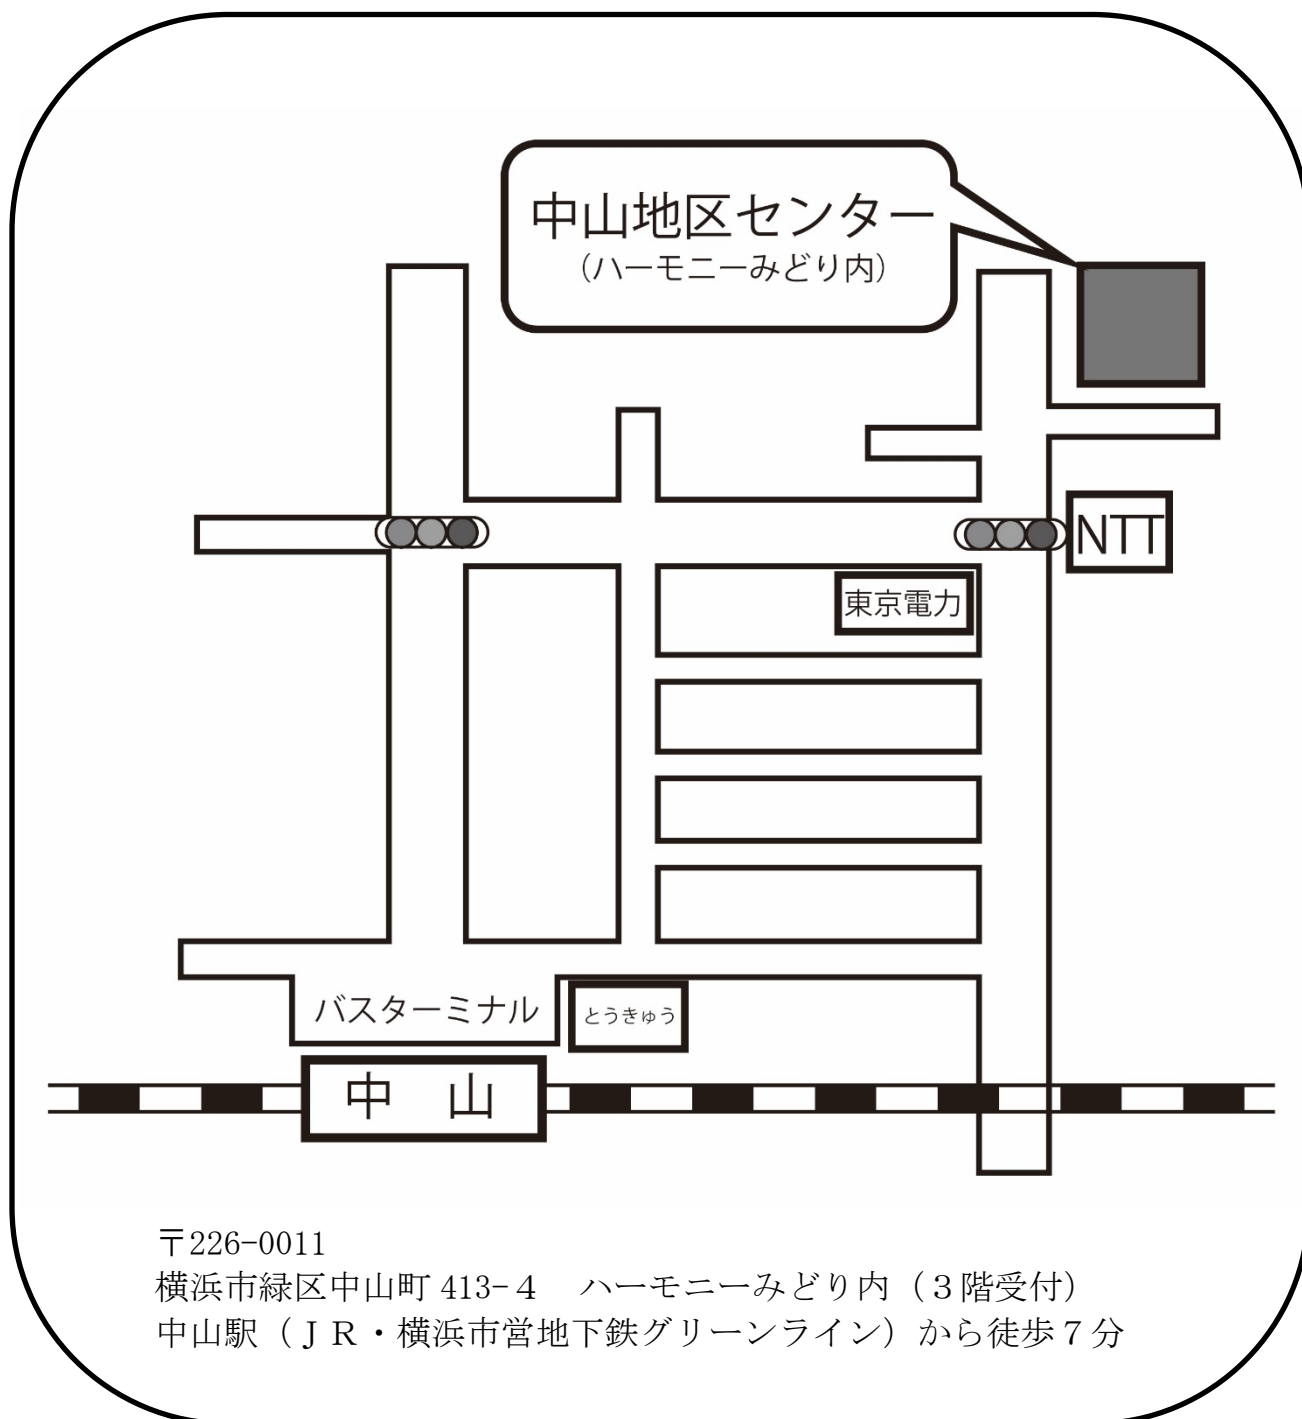 中山地区センター
（ハーモニーみどり内）
NTT
東京電力
バスターミナル
とうきゅう
中　山
〒226-0011
横浜市緑区中山町 413-４　ハーモニーみどり内（３階受付）
中山駅（ＪＲ・横浜市営地下鉄グリーンライン）から徒歩７分